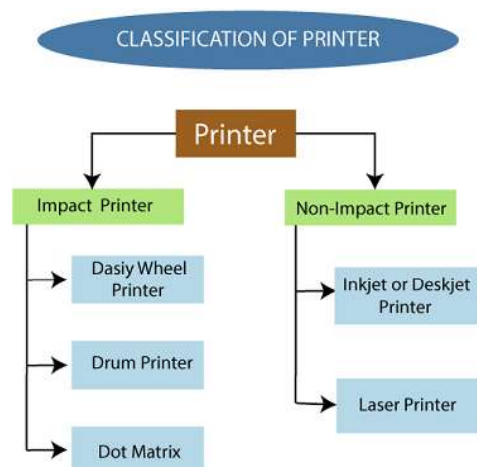 CLASSIFICATION OF PRINTER
Printer
Impact Printer
Dasiy Wheel
Printer
Drum Printer
Dot Matrix
Non-Impact Printer
Inkjet or Deskjet
Printer
Laser Printer